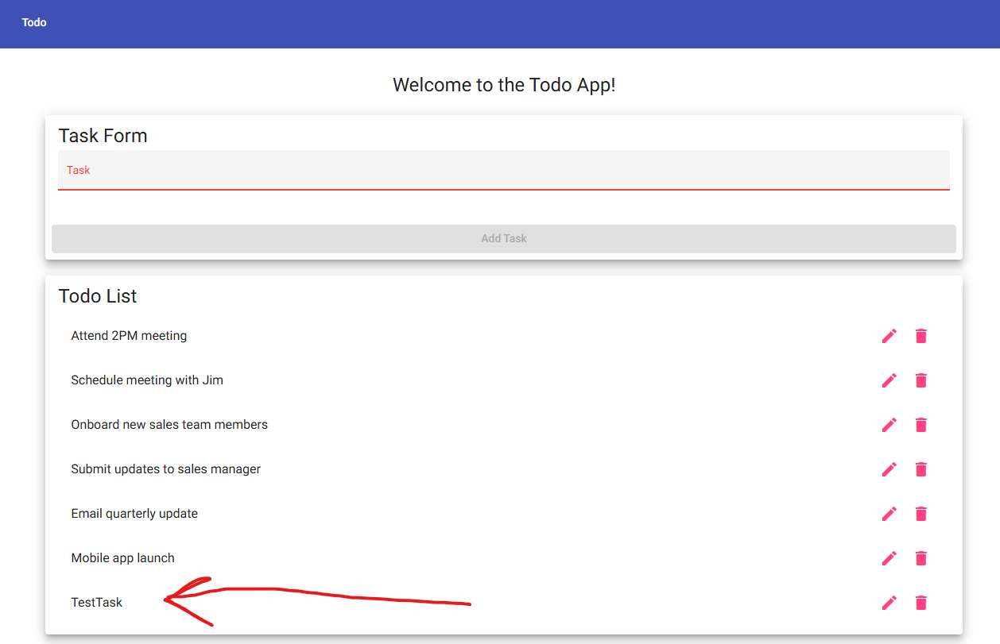 Todo
Welcome to the Todo App!
Task Form
Task
Add Task
Todo List
Attend 2PM meeting
Schedule meeting with Jim
Onboard new sales team members
Submit updates to sales manager
Email quarterly update
Mobile app launch
TestTask